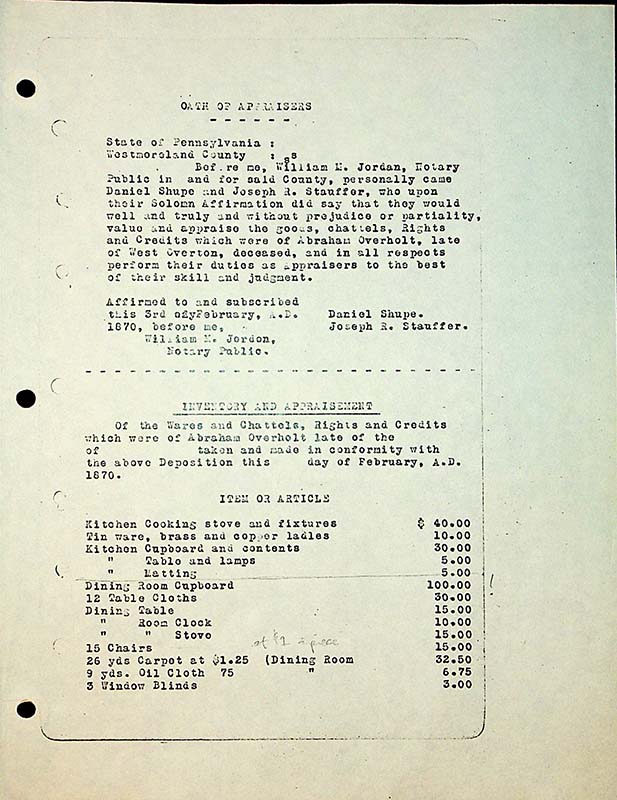 OATH OF APPRAISERS
- - - - - -
State of Pennsylvania :
Westmoreland County : ss
Before me, William M. Jordan, Notary
Public in and for said County, personally came
Daniel Shupe and Joseph R. Stauffer, who upon
their Solomn Affirmation did say that they would
well and truly and without prejudice or partiality,
value and appraise the goods, chattels, Rights
and Credits which were of Abraham Overholt, late
of West Overton, deceased, and in all respects
perform their duties as appraisers to the best
of their skill and judgment.
Affirmed to and subscribed
this 3rd ofyFebruary, A.D. Daniel Shupe.
1870, before me, Joseph R. Stauffer.
William M. Jordon,
Notary Public.
INVENTORY AND APPRAISEMENT
Of the Wares and Chattels, Rights and Credits
which were of Abraham Overholt late of the
of taken and made in conformity with
the above Deposition this day of February, A.D.
1870.
ITEM OR ARTICLE
Kitchen Cooking stove and fixtures $ 40.00
Tin ware, brass and copper ladles 10.00
Kitchen Cupboard and contents 30.00
" Table and lamps 5.00
" Matting 5.00
Dining Room Cupboard 100.00
12 Table Cloths 30.00
Dining Table 15.00
" Room Clock 10.00
" " Stove 15.00
at $1 a piece
15 Chairs 15.00
26 yds Carpet at $1.25 (Dining Room 32.50
9 yds. Oil Cloth 75 " 6.75
3 Window Blinds 3.00